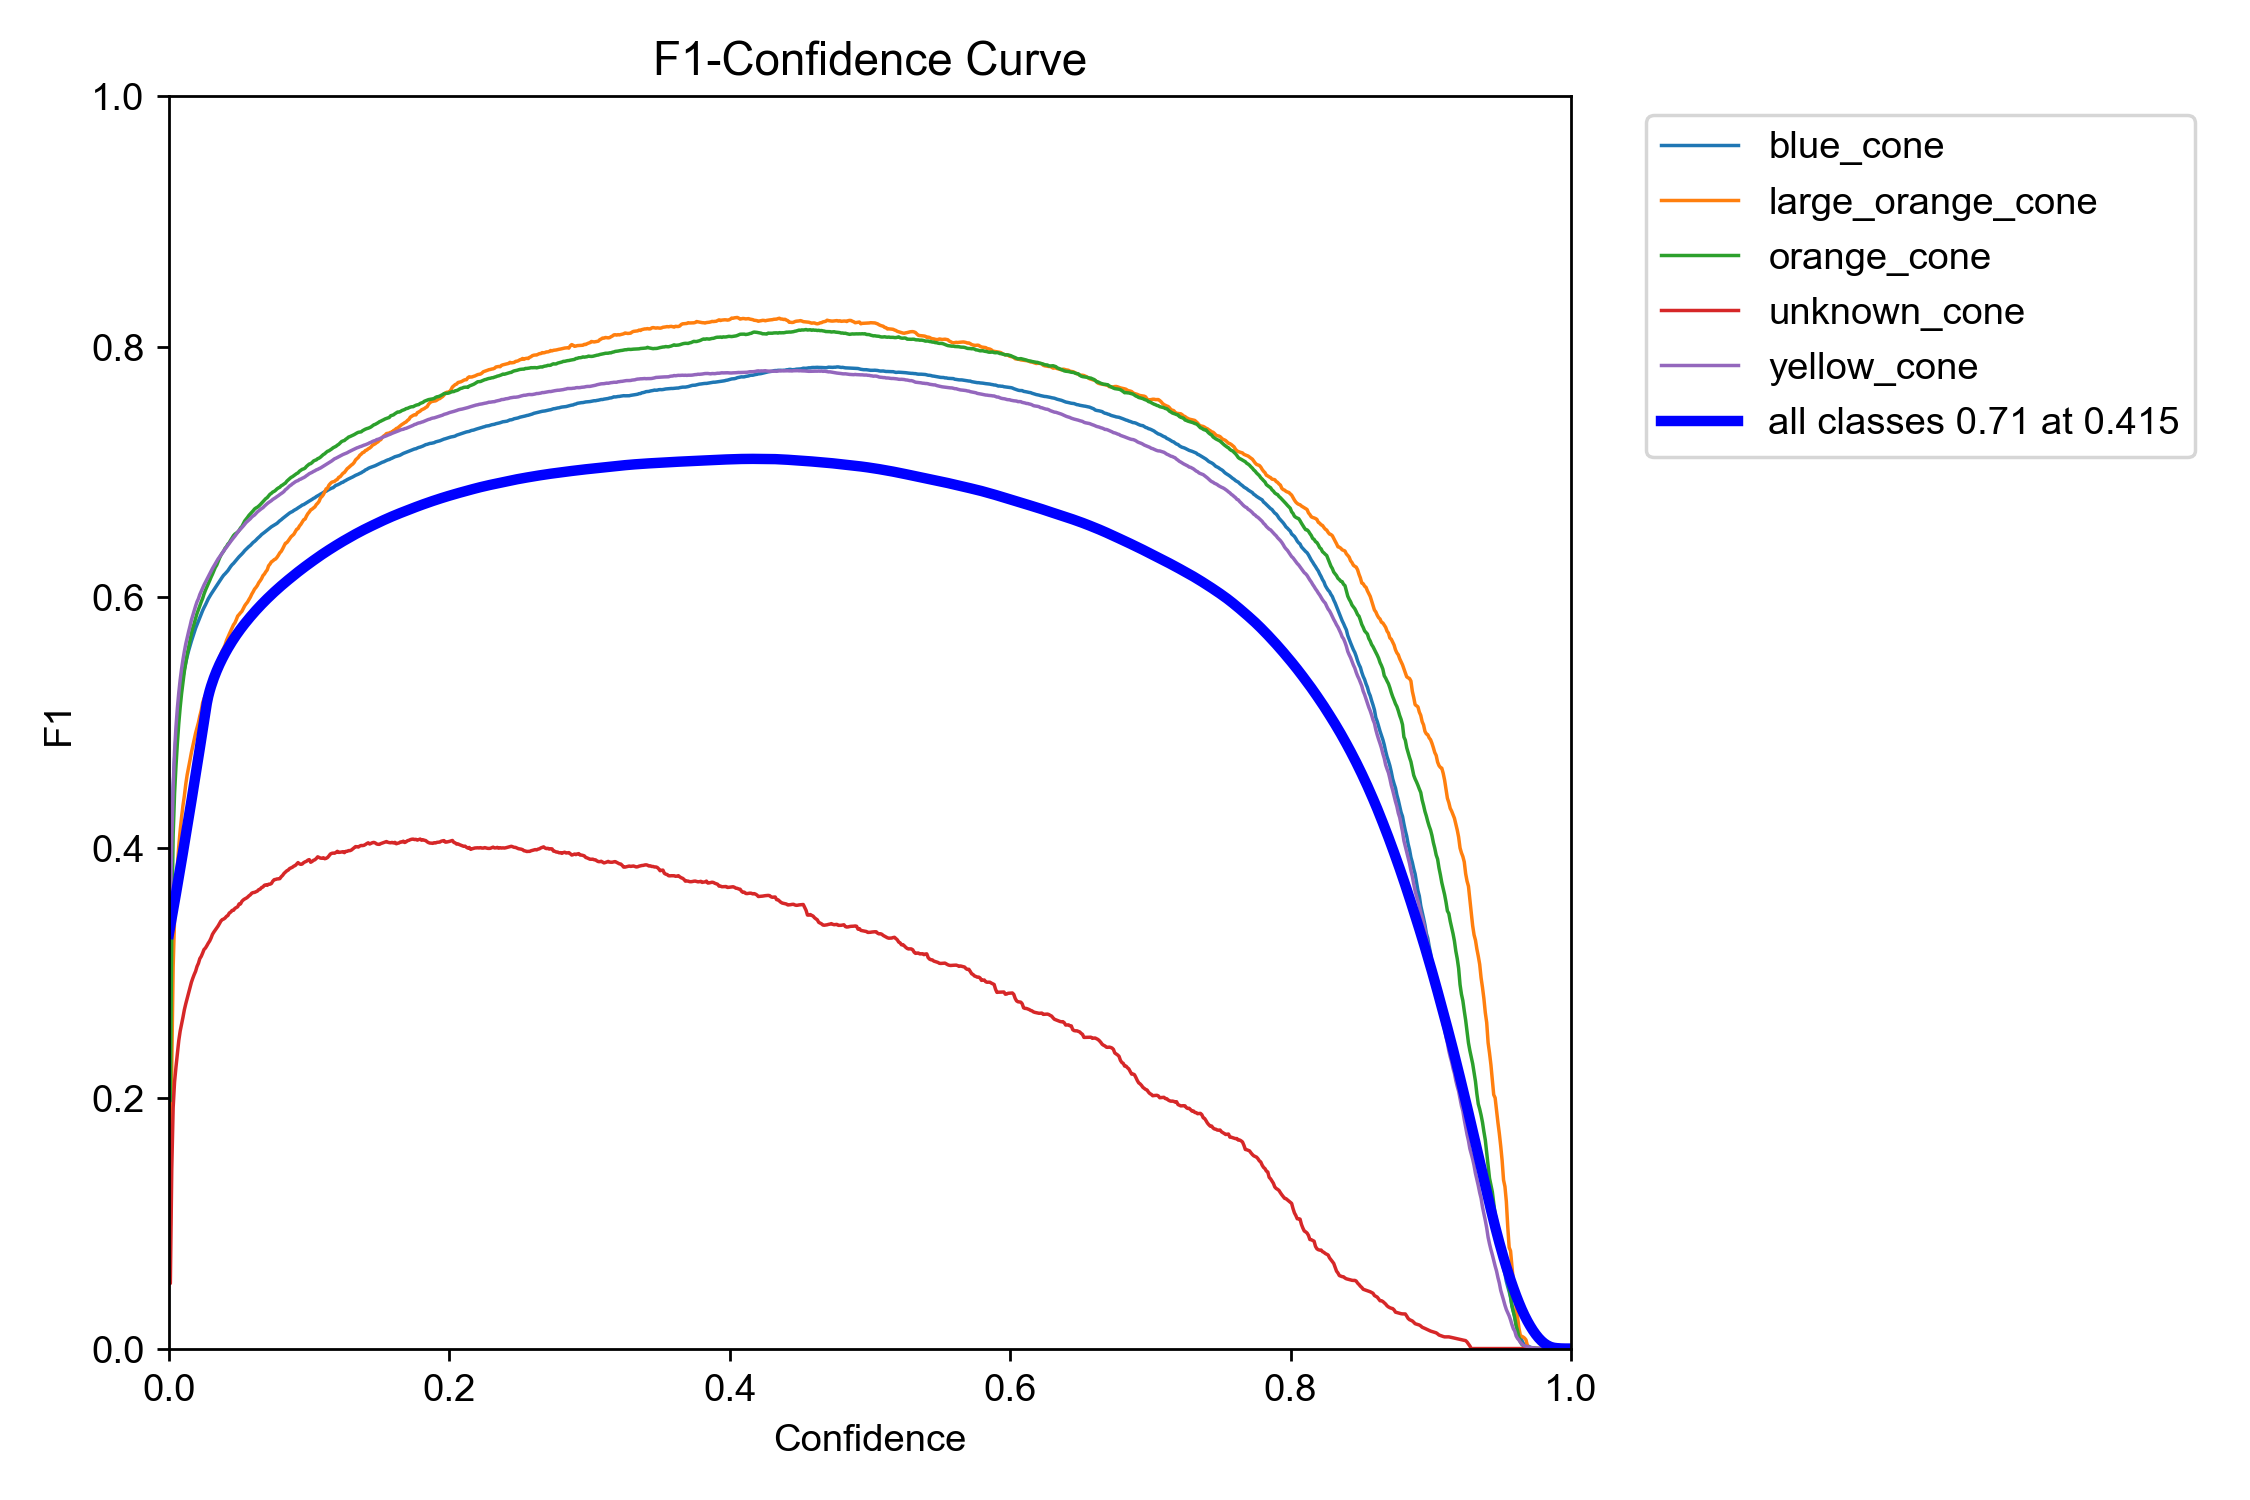 F1-Confidence Curve
1.0
0.8
0.6
0.4
0.2
0.0
F1
0.0 0.2 0.4 0.6 0.8 1.0
Confidence
blue_cone
large_orange_cone
orange_cone
unknown_cone
yellow_cone
all classes 0.71 at 0.415